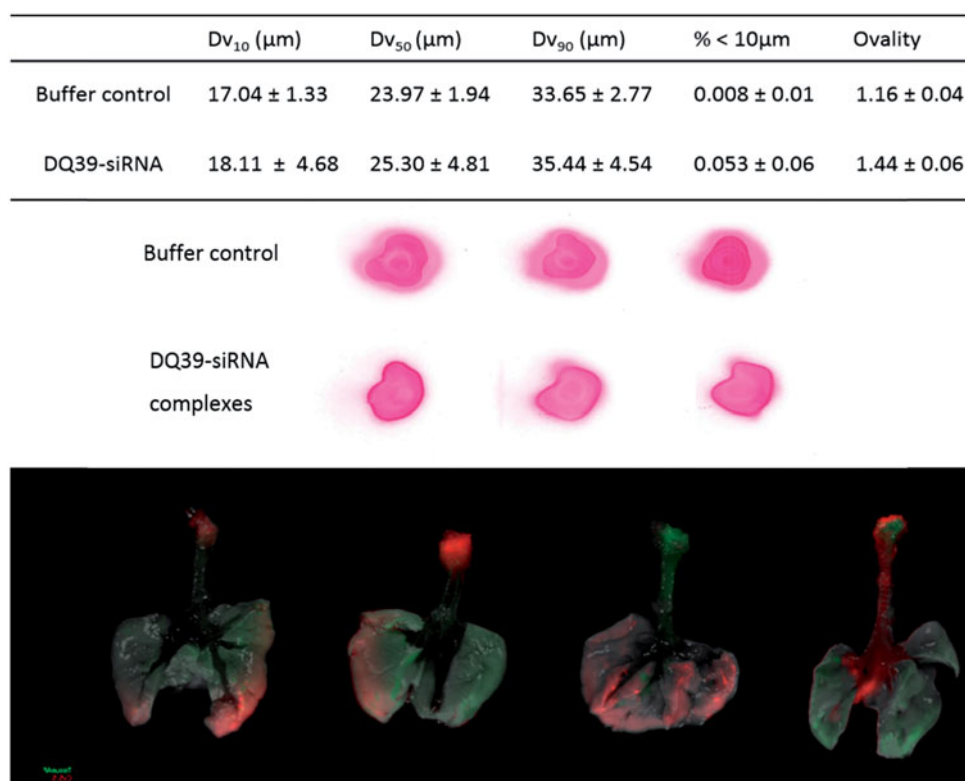 Dv₁₀ (μm) Dv₅₀ (μm) Dv₉₀ (μm) % < 10μm Ovality
Buffer control 17.04 ± 1.33 23.97 ± 1.94 33.65 ± 2.77 0.008 ± 0.01 1.16 ± 0.04
DQ39-siRNA 18.11 ± 4.68 25.30 ± 4.81 35.44 ± 4.54 0.053 ± 0.06 1.44 ± 0.06
Buffer control
DQ39-siRNA
complexes